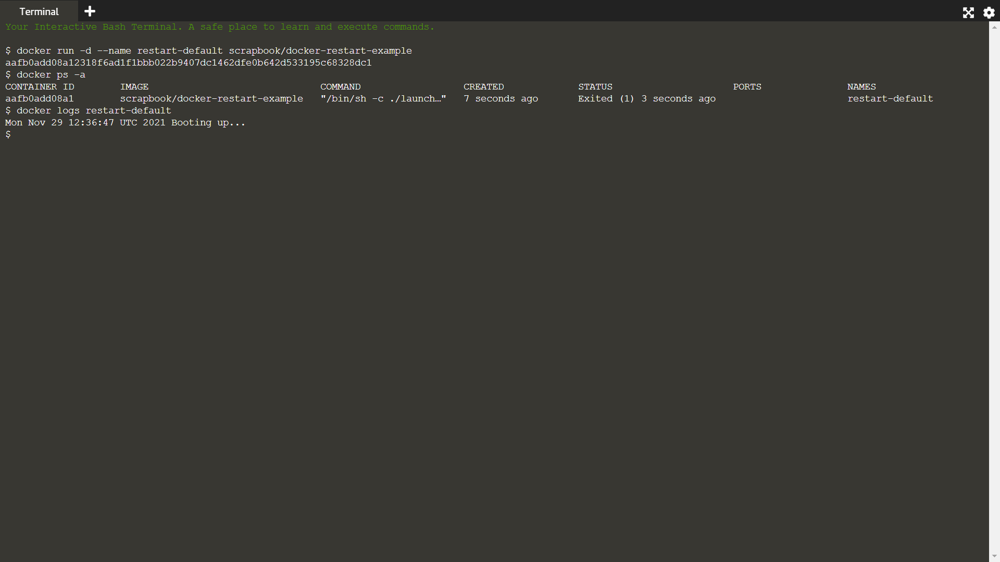 Terminal
Your Interactive Bash Terminal. A safe place to learn and execute commands.
$ docker run -d --name restart-default scrapbook/docker-restart-example
aafb0add08a12318f6ad1f1bbb022b9407dc1462dfe0b642d533195c68328dc1
$ docker ps -a
CONTAINER ID        IMAGE                              COMMAND                  CREATED             STATUS                     PORTS               NAMES
aafb0add08a1        scrapbook/docker-restart-example   "/bin/sh -c ./launch…"   7 seconds ago       Exited (1) 3 seconds ago                       restart-default
$ docker logs restart-default
Mon Nov 29 12:36:47 UTC 2021 Booting up...
$